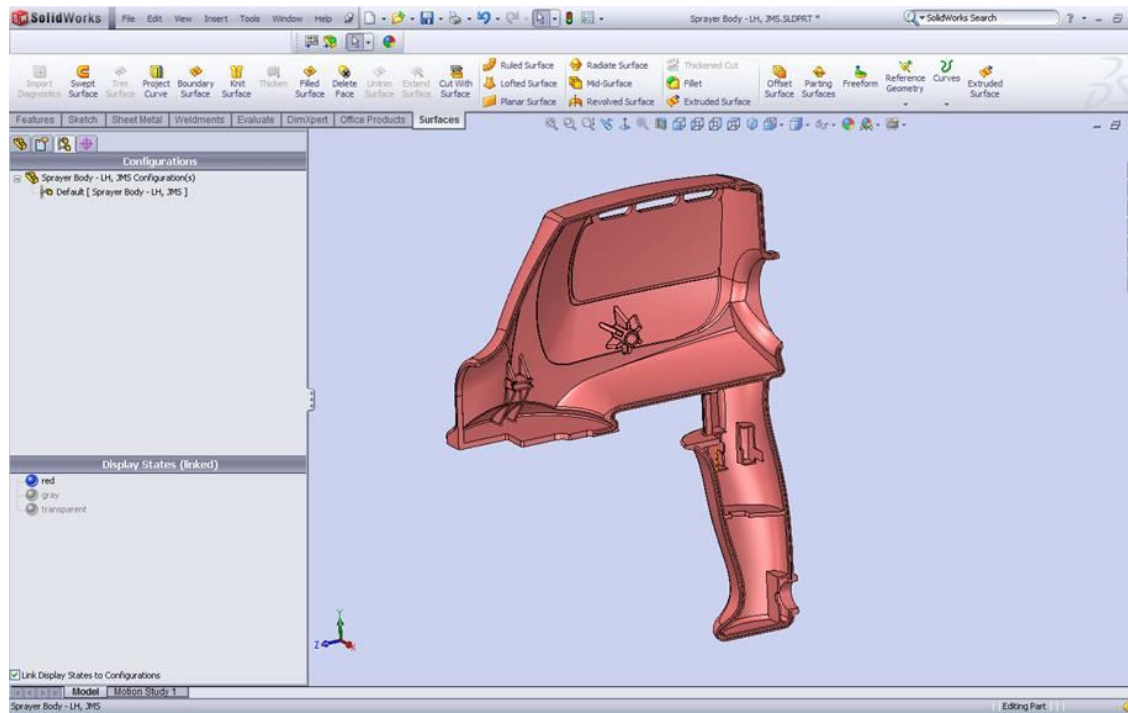 SolidWorks File Edit View Insert Tools Window Help Sprayer Body - LH, JMS.SLDPRT * SolidWorks Search ?
Import Diagnostics
Swept Surface
Trim Surface
Project Curve
Boundary Surface
Knit Surface
Thicken
Filled Surface
Delete Face
Untrim Surface
Extend Surface
Cut With Surface
Ruled Surface
Lofted Surface
Planar Surface
Radiate Surface
Mid-Surface
Revolved Surface
Thickened Cut
Fillet
Extruded Surface
Offset Surface
Parting Surfaces
Freeform
Reference Geometry
Curves
Extruded Surface
Features Sketch Sheet Metal Weldments Evaluate DimXpert Office Products Surfaces
Configurations
Sprayer Body - LH, JMS Configuration(s)
Default [ Sprayer Body - LH, JMS ]
Display States (linked)
red
gray
transparent
Y
Z X
Link Display States to Configurations
Model Motion Study 1
Sprayer Body - LH, JMS Editing Part